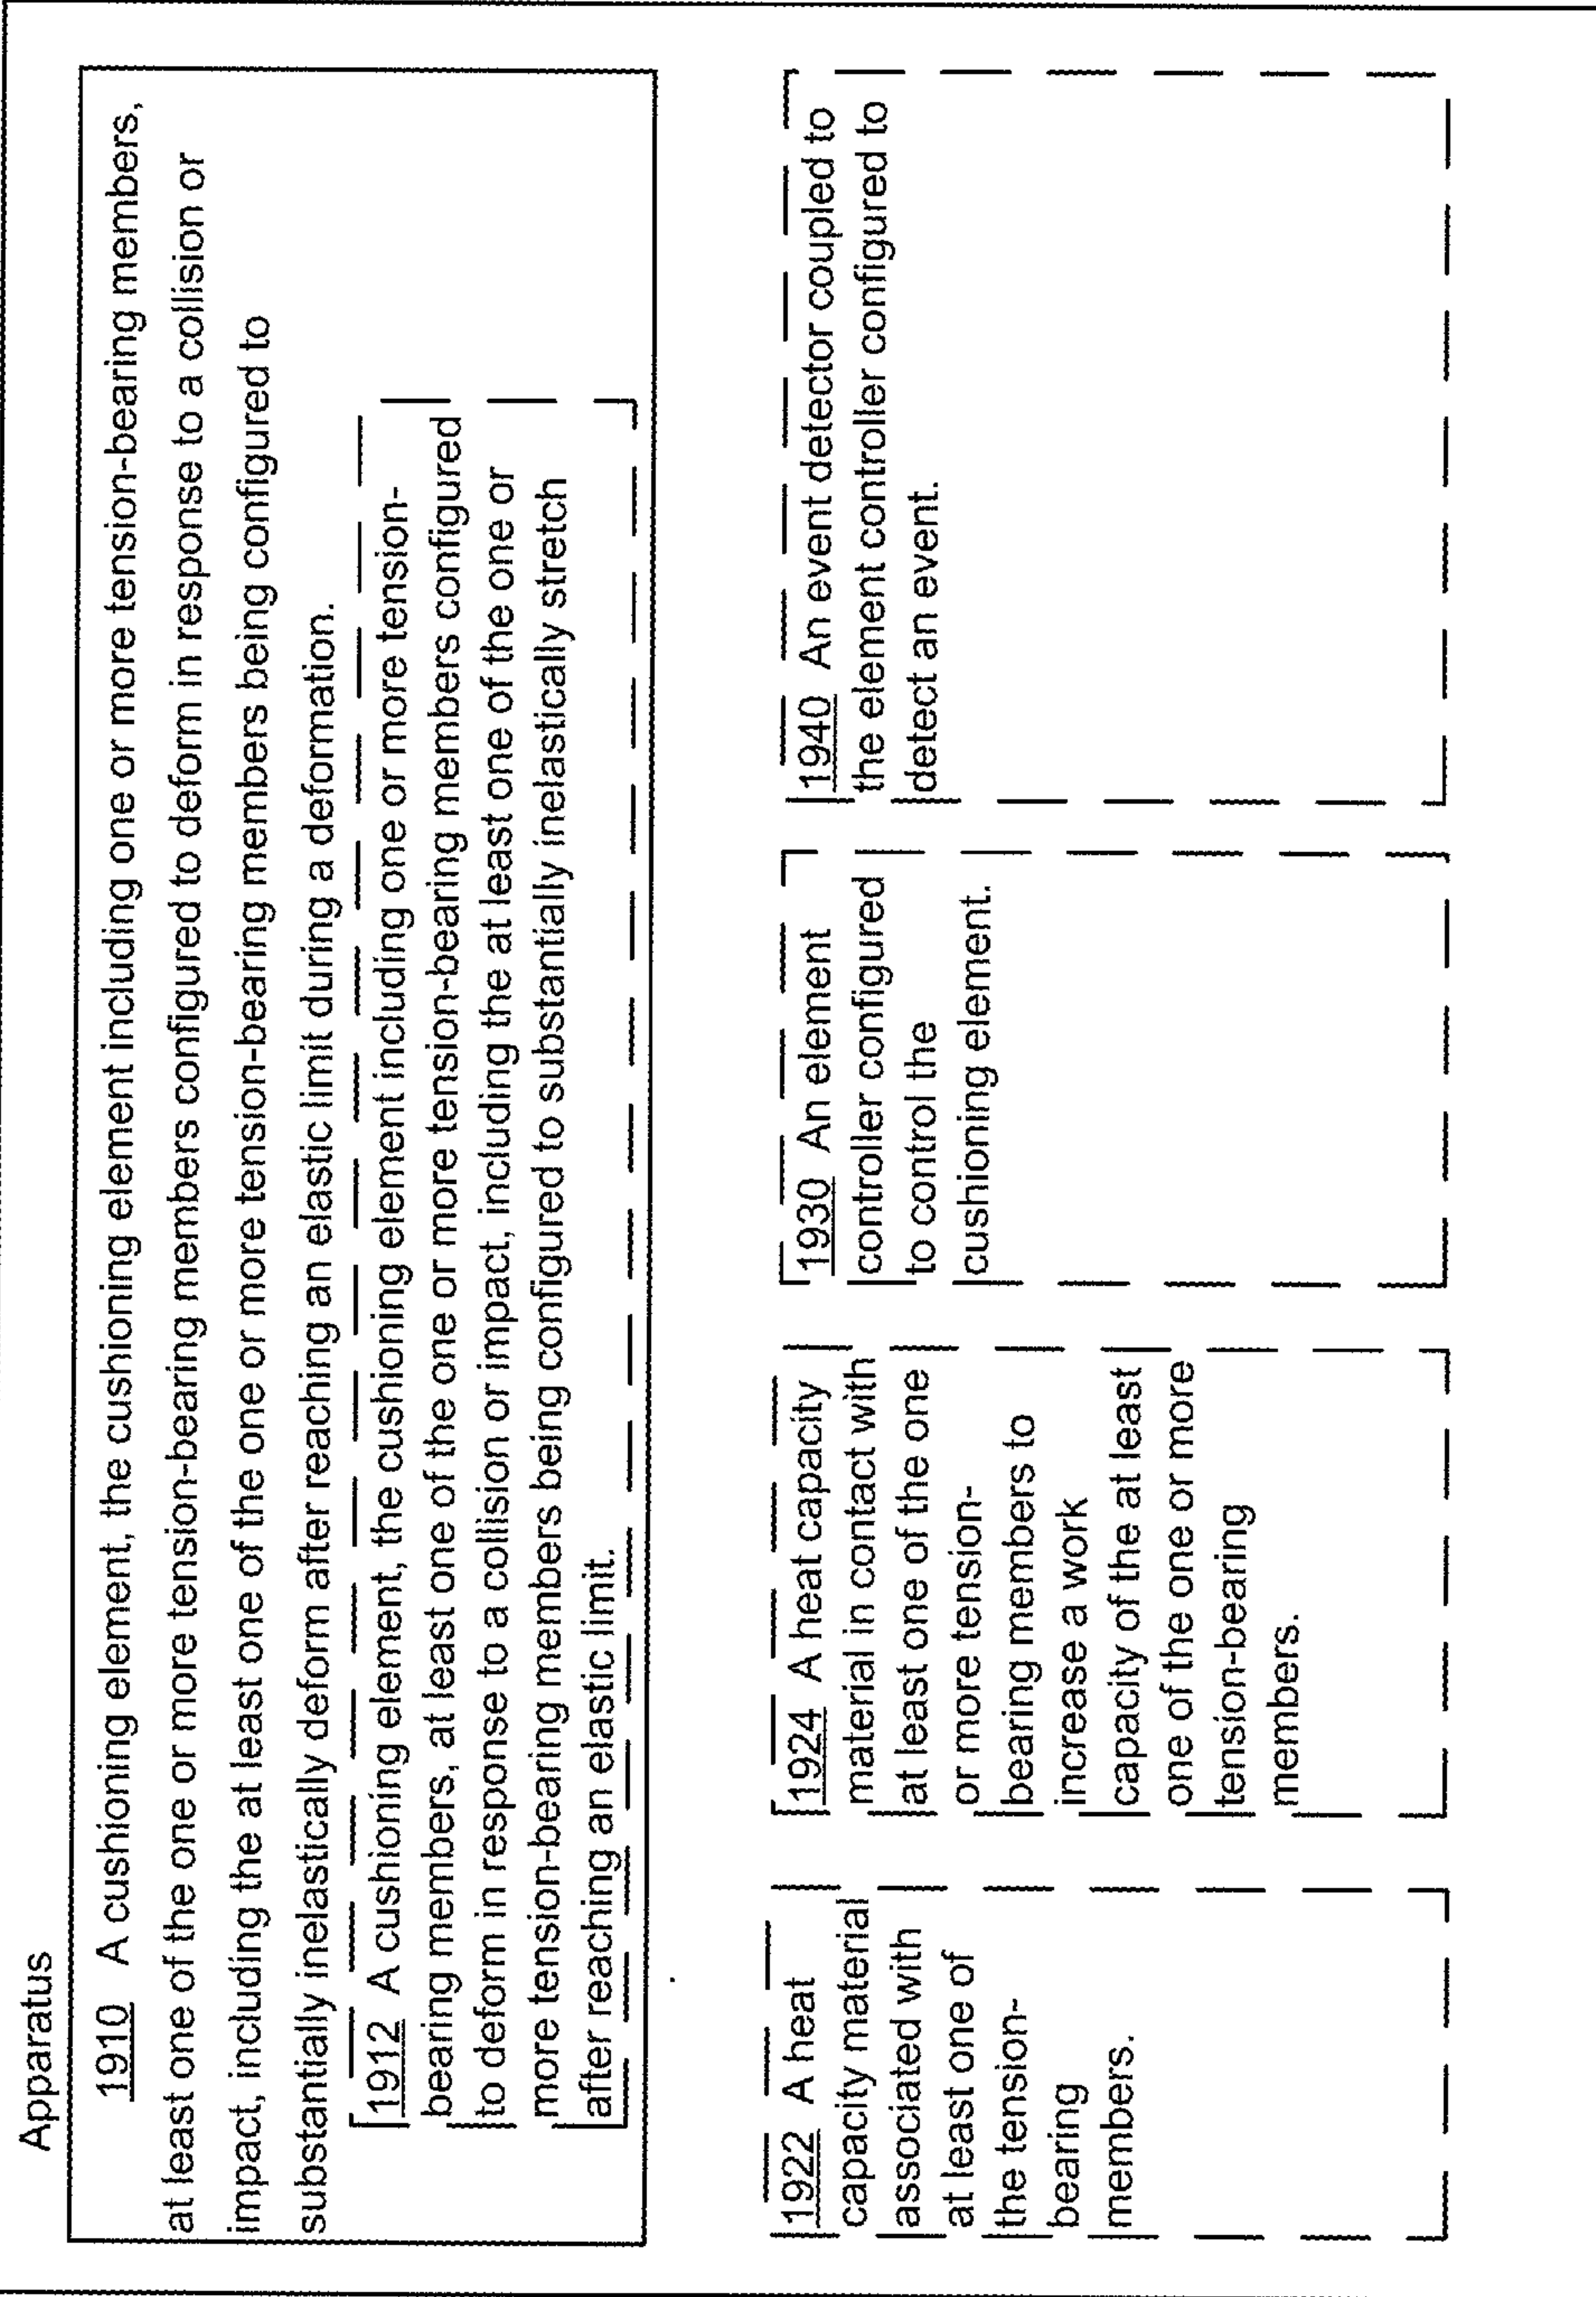 Apparatus
1910 A cushioning element, the cushioning element including one or more tension-bearing members,
at least one of the one or more tension-bearing members configured to deform in response to a collision or
impact, including the at least one of the one or more tension-bearing members being configured to
substantially inelastically deform after reaching an elastic limit during a deformation.
1912 A cushioning element, the cushioning element including one or more tension-
bearing members, at least one of the one or more tension-bearing members configured
to deform in response to a collision or impact, including the at least one of the one or
more tension-bearing members being configured to substantially inelastically stretch
after reaching an elastic limit.
1922 A heat
capacity material
associated with
at least one of
the tension-
bearing
members.
1924 A heat capacity
material in contact with
at least one of the one
or more tension-
bearing members to
increase a work
capacity of the at least
one of the one or more
tension-bearing
members.
1930 An element
controller configured
to control the
cushioning element.
1940 An event detector coupled to
the element controller configured to
detect an event.